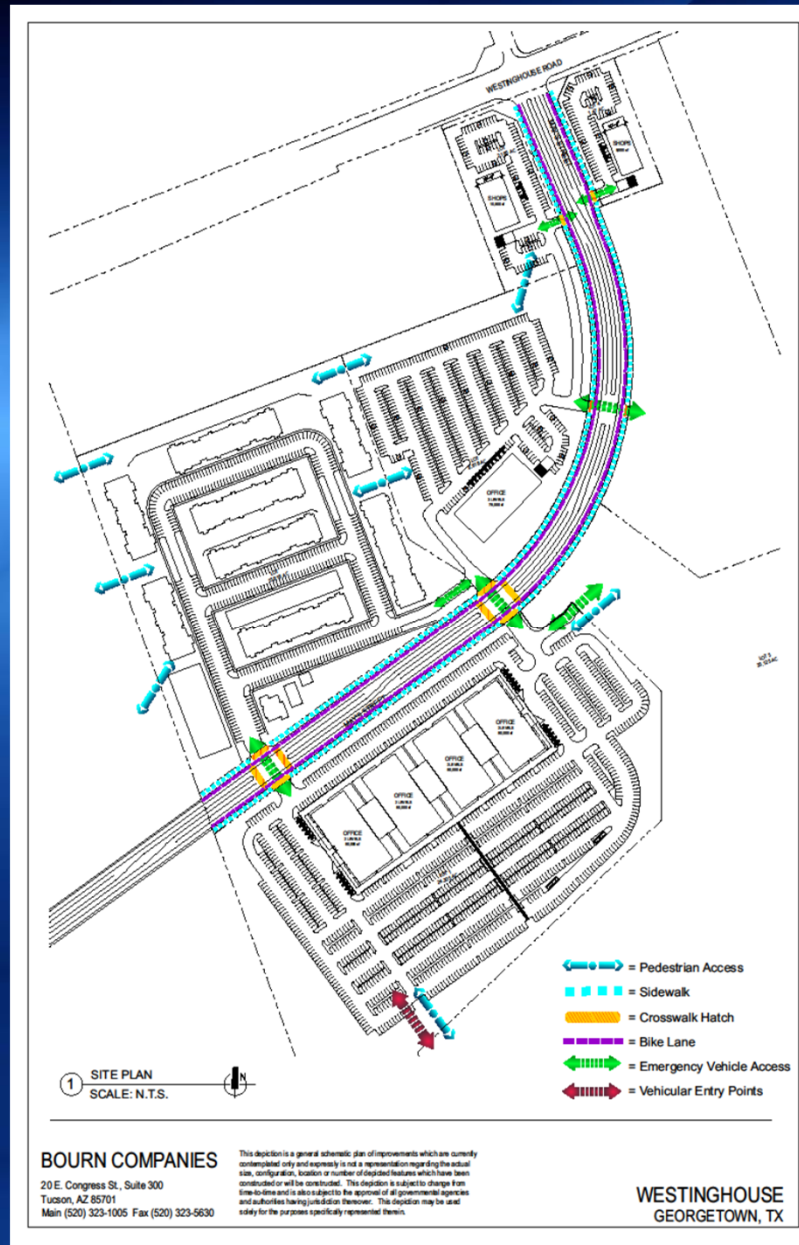 WESTINGHOUSE ROAD
SHOPS
SHOPS
OFFICE
OFFICE
OFFICE
OFFICE
OFFICE
= Pedestrian Access
= Sidewalk
= Crosswalk Hatch
= Bike Lane
= Emergency Vehicle Access
= Vehicular Entry Points
1
SITE PLAN
SCALE: N.T.S.
N
BOURN COMPANIES
20 E. Congress St., Suite 300
Tucson, AZ 85701
Main (520) 323-1005 Fax (520) 323-5630
This depiction is a general schematic plan of improvements which are currently
contemplated only and expressly is not a representation regarding the actual
size, configuration, location or number of depicted features which have been
constructed or will be constructed. This depiction is subject to change from
time-to-time and is also subject to the approval of all governmental agencies
and authorities having jurisdiction thereover. This depiction may be used
solely for the purposes specifically represented therein.
WESTINGHOUSE
GEORGETOWN, TX